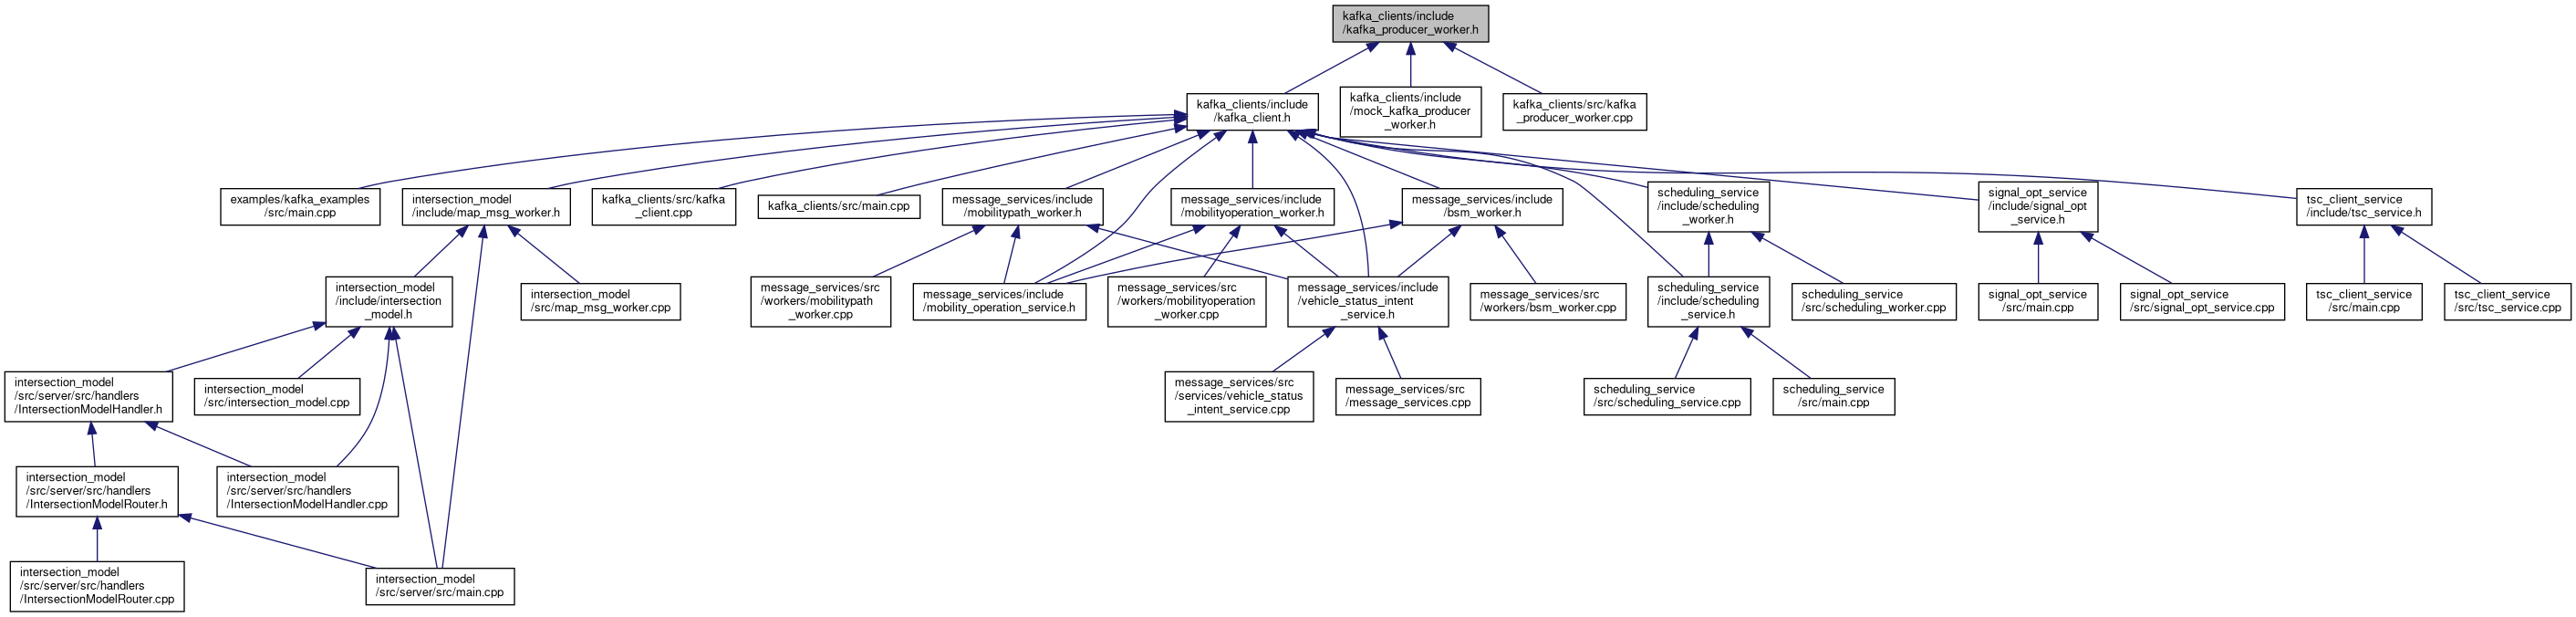 kafka_clients/include
/kafka_producer_worker.h
kafka_clients/include
/kafka_client.h
kafka_clients/include
/mock_kafka_producer
_worker.h
kafka_clients/src/kafka
_producer_worker.cpp
examples/kafka_examples
/src/main.cpp
intersection_model
/include/map_msg_worker.h
kafka_clients/src/kafka
_client.cpp
kafka_clients/src/main.cpp
message_services/include
/mobilitypath_worker.h
message_services/include
/mobilityoperation_worker.h
message_services/include
/bsm_worker.h
scheduling_service
/include/scheduling
_worker.h
signal_opt_service
/include/signal_opt
_service.h
tsc_client_service
/include/tsc_service.h
intersection_model
/include/intersection
_model.h
intersection_model
/src/map_msg_worker.cpp
message_services/src
/workers/mobilitypath
_worker.cpp
message_services/include
/mobility_operation_service.h
message_services/src
/workers/mobilityoperation
_worker.cpp
message_services/include
/vehicle_status_intent
_service.h
message_services/src
/workers/bsm_worker.cpp
scheduling_service
/include/scheduling
_service.h
scheduling_service
/src/scheduling_worker.cpp
signal_opt_service
/src/main.cpp
signal_opt_service
/src/signal_opt_service.cpp
tsc_client_service
/src/main.cpp
tsc_client_service
/src/tsc_service.cpp
intersection_model
/src/server/src/handlers
/IntersectionModelHandler.h
intersection_model
/src/intersection_model.cpp
message_services/src
/services/vehicle_status
_intent_service.cpp
message_services/src
/message_services.cpp
scheduling_service
/src/scheduling_service.cpp
scheduling_service
/src/main.cpp
intersection_model
/src/server/src/handlers
/IntersectionModelRouter.h
intersection_model
/src/server/src/handlers
/IntersectionModelHandler.cpp
intersection_model
/src/server/src/handlers
/IntersectionModelRouter.cpp
intersection_model
/src/server/src/main.cpp